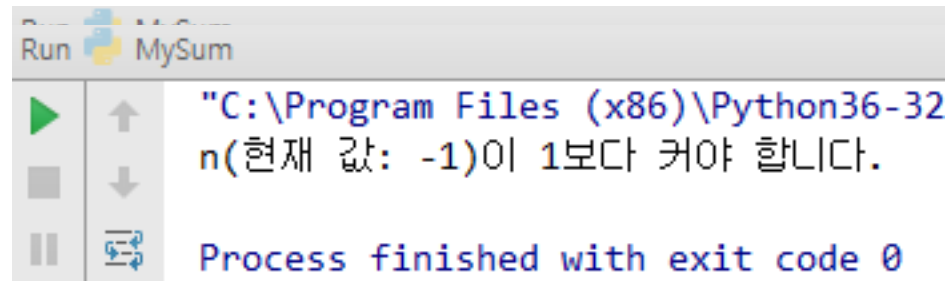 Run MySum
"C:\Program Files (x86)\Python36-32
n(현재 값: -1)이 1보다 커야 합니다.
Process finished with exit code 0